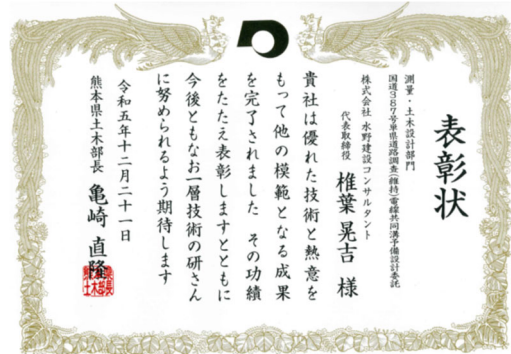 表彰状
測量・土木設計部門
国道387号単県道路調査(維持)電線共同溝予備設計委託
株式会社 水野建設コンサルタント
代表取締役 椎葉晃吉 様
貴社は優れた技術と熱意を
もって他の模範となる成果
を完了されました その功績
をたたえ表彰しますとともに
今後ともなお一層技術の研さん
に努められるよう期待します
令和五年十二月二十一日
熊本県土木部長 亀崎 直隆